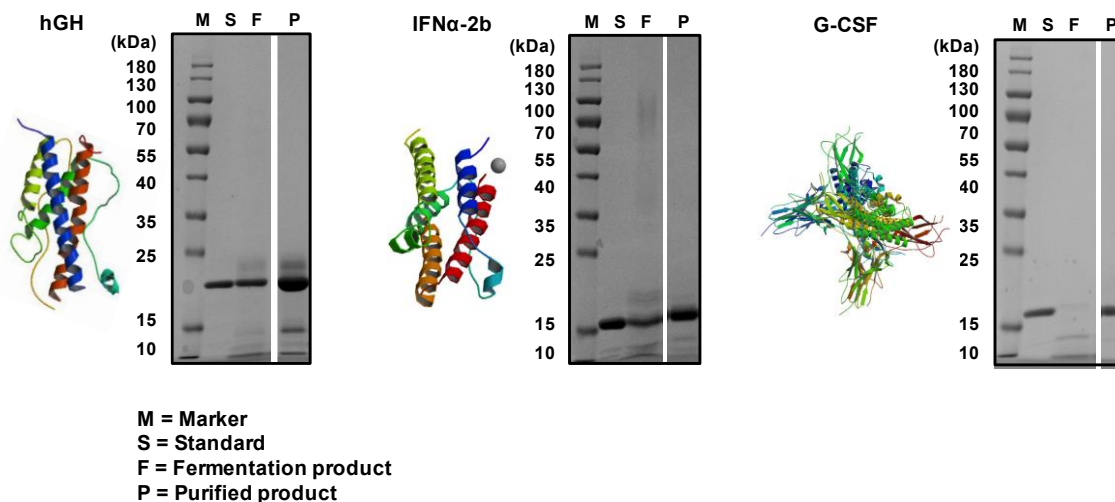 hGH
M S F P
(kDa)
180
130
100
70
55
40
35
25
15
10
IFNα-2b
M S F P
(kDa)
180
130
100
70
55
40
35
25
15
10
G-CSF
M S F P
(kDa)
180
130
100
70
55
40
35
25
15
10
M = Marker
S = Standard
F = Fermentation product
P = Purified product